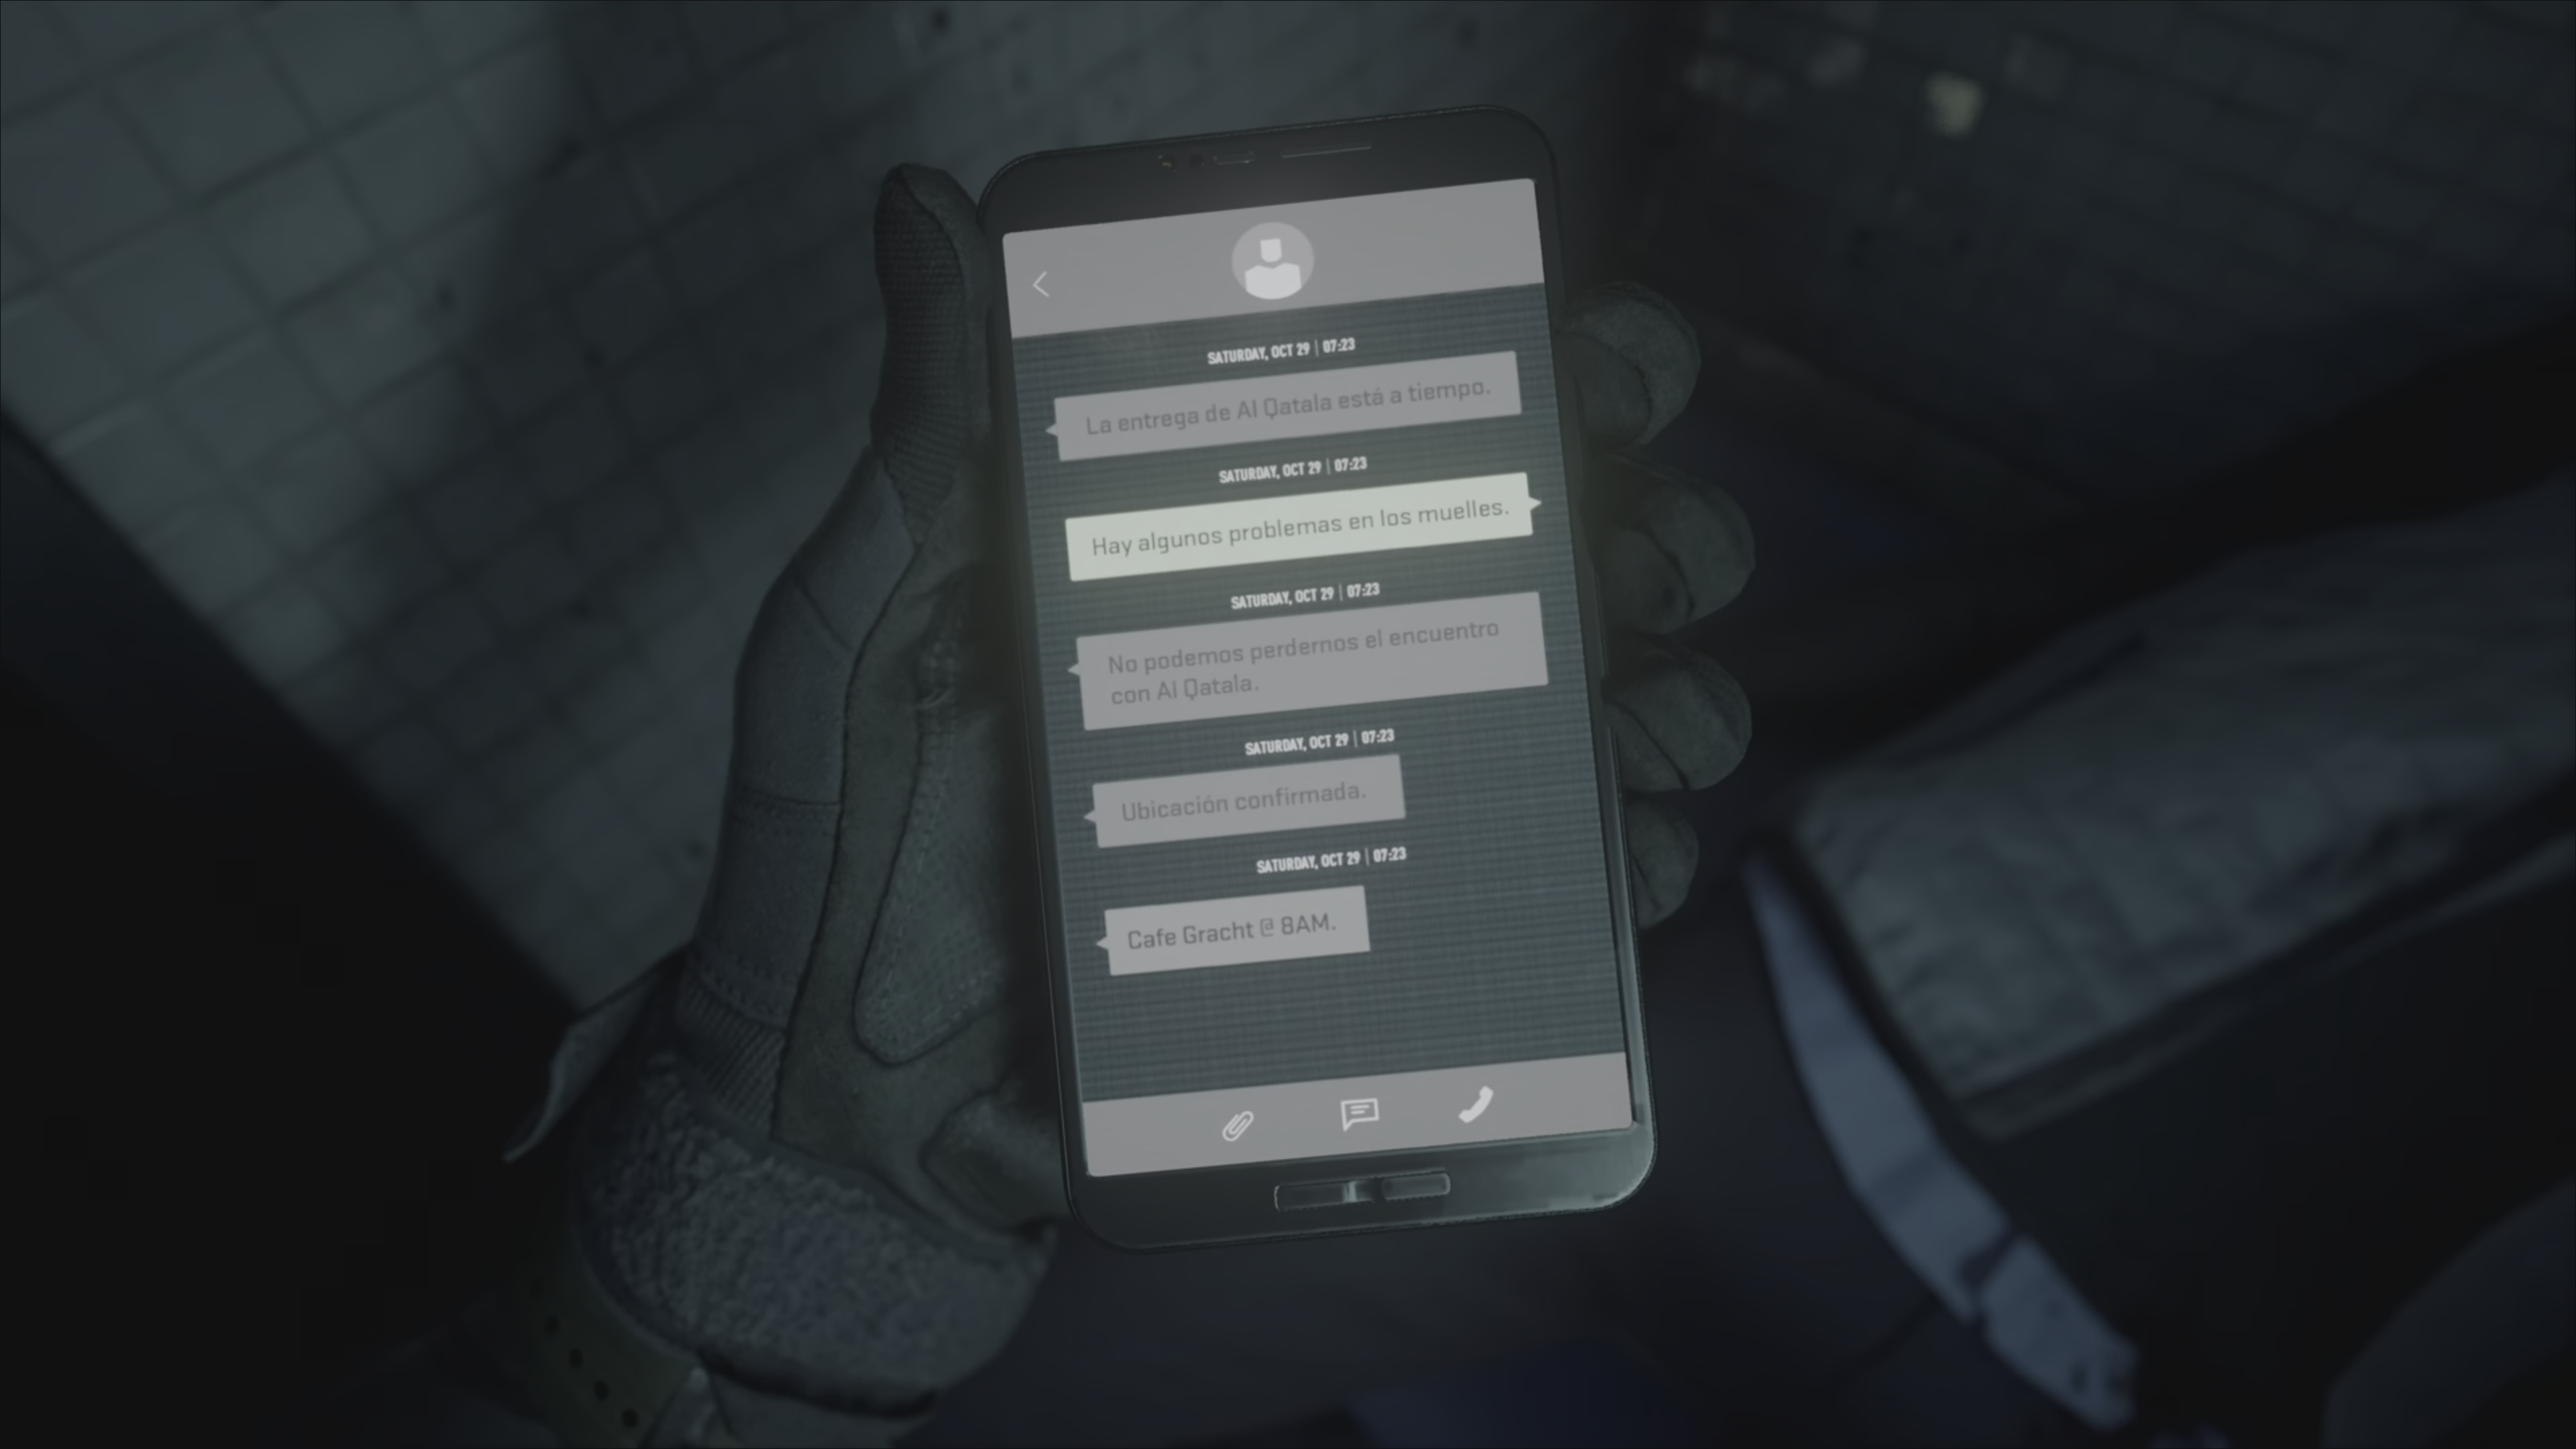 SATURDAY, OCT 29 | 07:23
La entrega de Al Qatala está a tiempo.
SATURDAY, OCT 29 | 07:23
Hay algunos problemas en los muelles.
SATURDAY, OCT 29 | 07:23
No podemos perdernos el encuentro
con Al Qatala.
SATURDAY, OCT 29 | 07:23
Ubicación confirmada.
SATURDAY, OCT 29 | 07:23
Cafe Gracht @ 8AM.